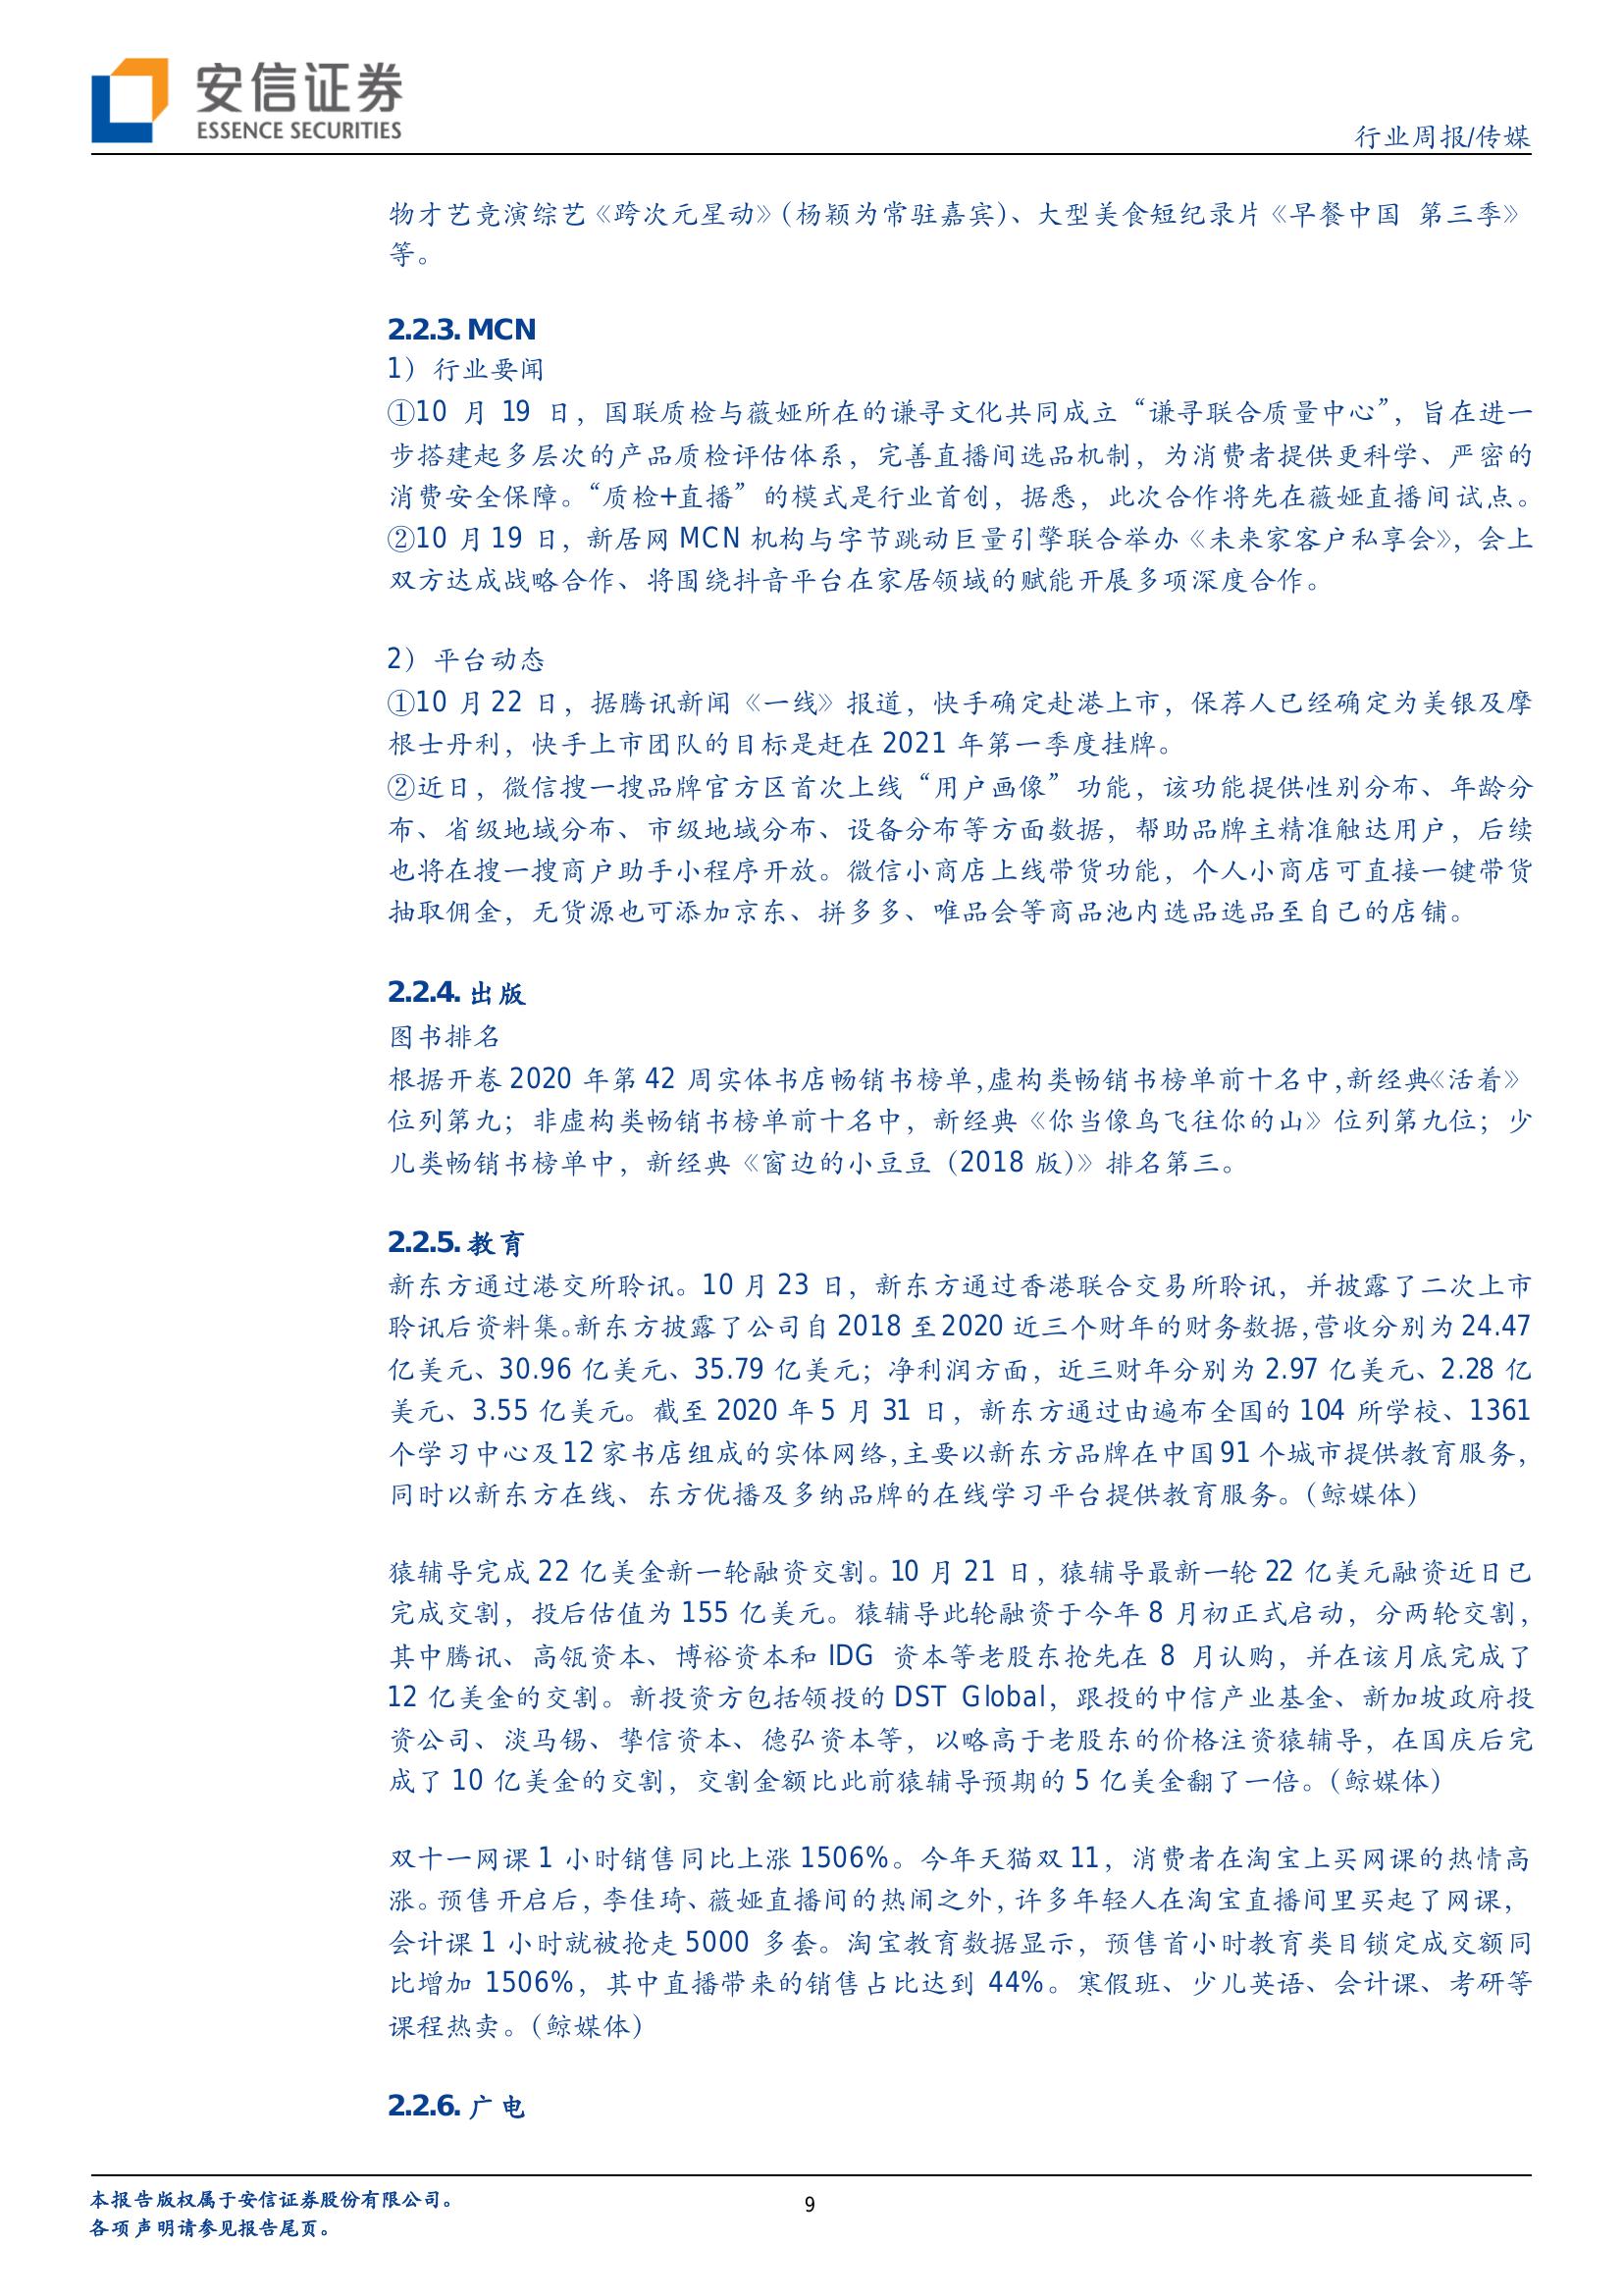 安信证券
ESSENCE SECURITIES
行业周报/传媒
物才艺竞演综艺《跨次元星动》（杨颖为常驻嘉宾）、大型美食短纪录片《早餐中国 第三季》
等。
2.2.3. MCN
1）行业要闻
①10 月 19 日，国联质检与薇娅所在的谦寻文化共同成立“谦寻联合质量中心”，旨在进一
步搭建起多层次的产品质检评估体系，完善直播间选品机制，为消费者提供更科学、严密的
消费安全保障。“质检+直播”的模式是行业首创，据悉，此次合作将先在薇娅直播间试点。
②10 月 19 日，新居网 MCN 机构与字节跳动巨量引擎联合举办《未来家客户私享会》，会上
双方达成战略合作、将围绕抖音平台在家居领域的赋能开展多项深度合作。
2）平台动态
①10 月 22 日，据腾讯新闻《一线》报道，快手确定赴港上市，保荐人已经确定为美银及摩
根士丹利，快手上市团队的目标是赶在 2021 年第一季度挂牌。
②近日，微信搜一搜品牌官方区首次上线“用户画像”功能，该功能提供性别分布、年龄分
布、省级地域分布、市级地域分布、设备分布等方面数据，帮助品牌主精准触达用户，后续
也将在搜一搜商户助手小程序开放。微信小商店上线带货功能，个人小商店可直接一键带货
抽取佣金，无货源也可添加京东、拼多多、唯品会等商品池内选品选品至自己的店铺。
2.2.4. 出版
图书排名
根据开卷 2020 年第 42 周实体书店畅销书榜单，虚构类畅销书榜单前十名中，新经典《活着》
位列第九；非虚构类畅销书榜单前十名中，新经典《你当像鸟飞往你的山》位列第九位；少
儿类畅销书榜单中，新经典《窗边的小豆豆（2018 版）》排名第三。
2.2.5. 教育
新东方通过港交所聆讯。10 月 23 日，新东方通过香港联合交易所聆讯，并披露了二次上市
聆讯后资料集。新东方披露了公司自 2018 至 2020 近三个财年的财务数据，营收分别为 24.47
亿美元、30.96 亿美元、35.79 亿美元；净利润方面，近三财年分别为 2.97 亿美元、2.28 亿
美元、3.55 亿美元。截至 2020 年 5 月 31 日，新东方通过由遍布全国的 104 所学校、1361
个学习中心及 12 家书店组成的实体网络，主要以新东方品牌在中国 91 个城市提供教育服务，
同时以新东方在线、东方优播及多纳品牌的在线学习平台提供教育服务。（鲸媒体）
猿辅导完成 22 亿美金新一轮融资交割。10 月 21 日，猿辅导最新一轮 22 亿美元融资近日已
完成交割，投后估值为 155 亿美元。猿辅导此轮融资于今年 8 月初正式启动，分两轮交割，
其中腾讯、高瓴资本、博裕资本和 IDG 资本等老股东抢先在 8 月认购，并在该月底完成了
12 亿美金的交割。新投资方包括领投的 DST Global，跟投的中信产业基金、新加坡政府投
资公司、淡马锡、挚信资本、德弘资本等，以略高于老股东的价格注资猿辅导，在国庆后完
成了 10 亿美金的交割，交割金额比此前猿辅导预期的 5 亿美金翻了一倍。（鲸媒体）
双十一网课 1 小时销售同比上涨 1506%。今年天猫双 11，消费者在淘宝上买网课的热情高
涨。预售开启后，李佳琦、薇娅直播间的热闹之外，许多年轻人在淘宝直播间里买起了网课，
会计课 1 小时就被抢走 5000 多套。淘宝教育数据显示，预售首小时教育类目锁定成交额同
比增加 1506%，其中直播带来的销售占比达到 44%。寒假班、少儿英语、会计课、考研等
课程热卖。（鲸媒体）
2.2.6. 广电
本报告版权属于安信证券股份有限公司。
各项声明请参见报告尾页。
9